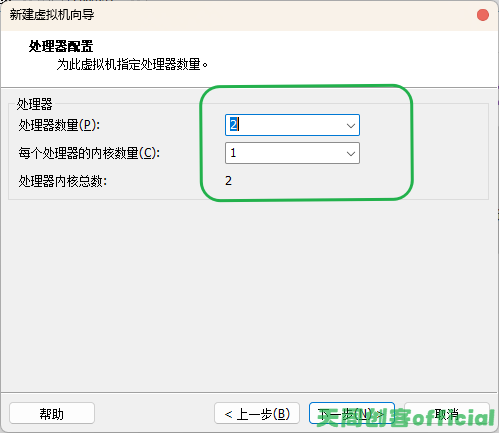 新建虚拟机向导
处理器配置
为此虚拟机指定处理器数量。
处理器
处理器数量(P): 2
每个处理器的内核数量(C): 1
处理器内核总数: 2
帮助 < 上一步(B) 下一步(N) > 取消
天高创客official